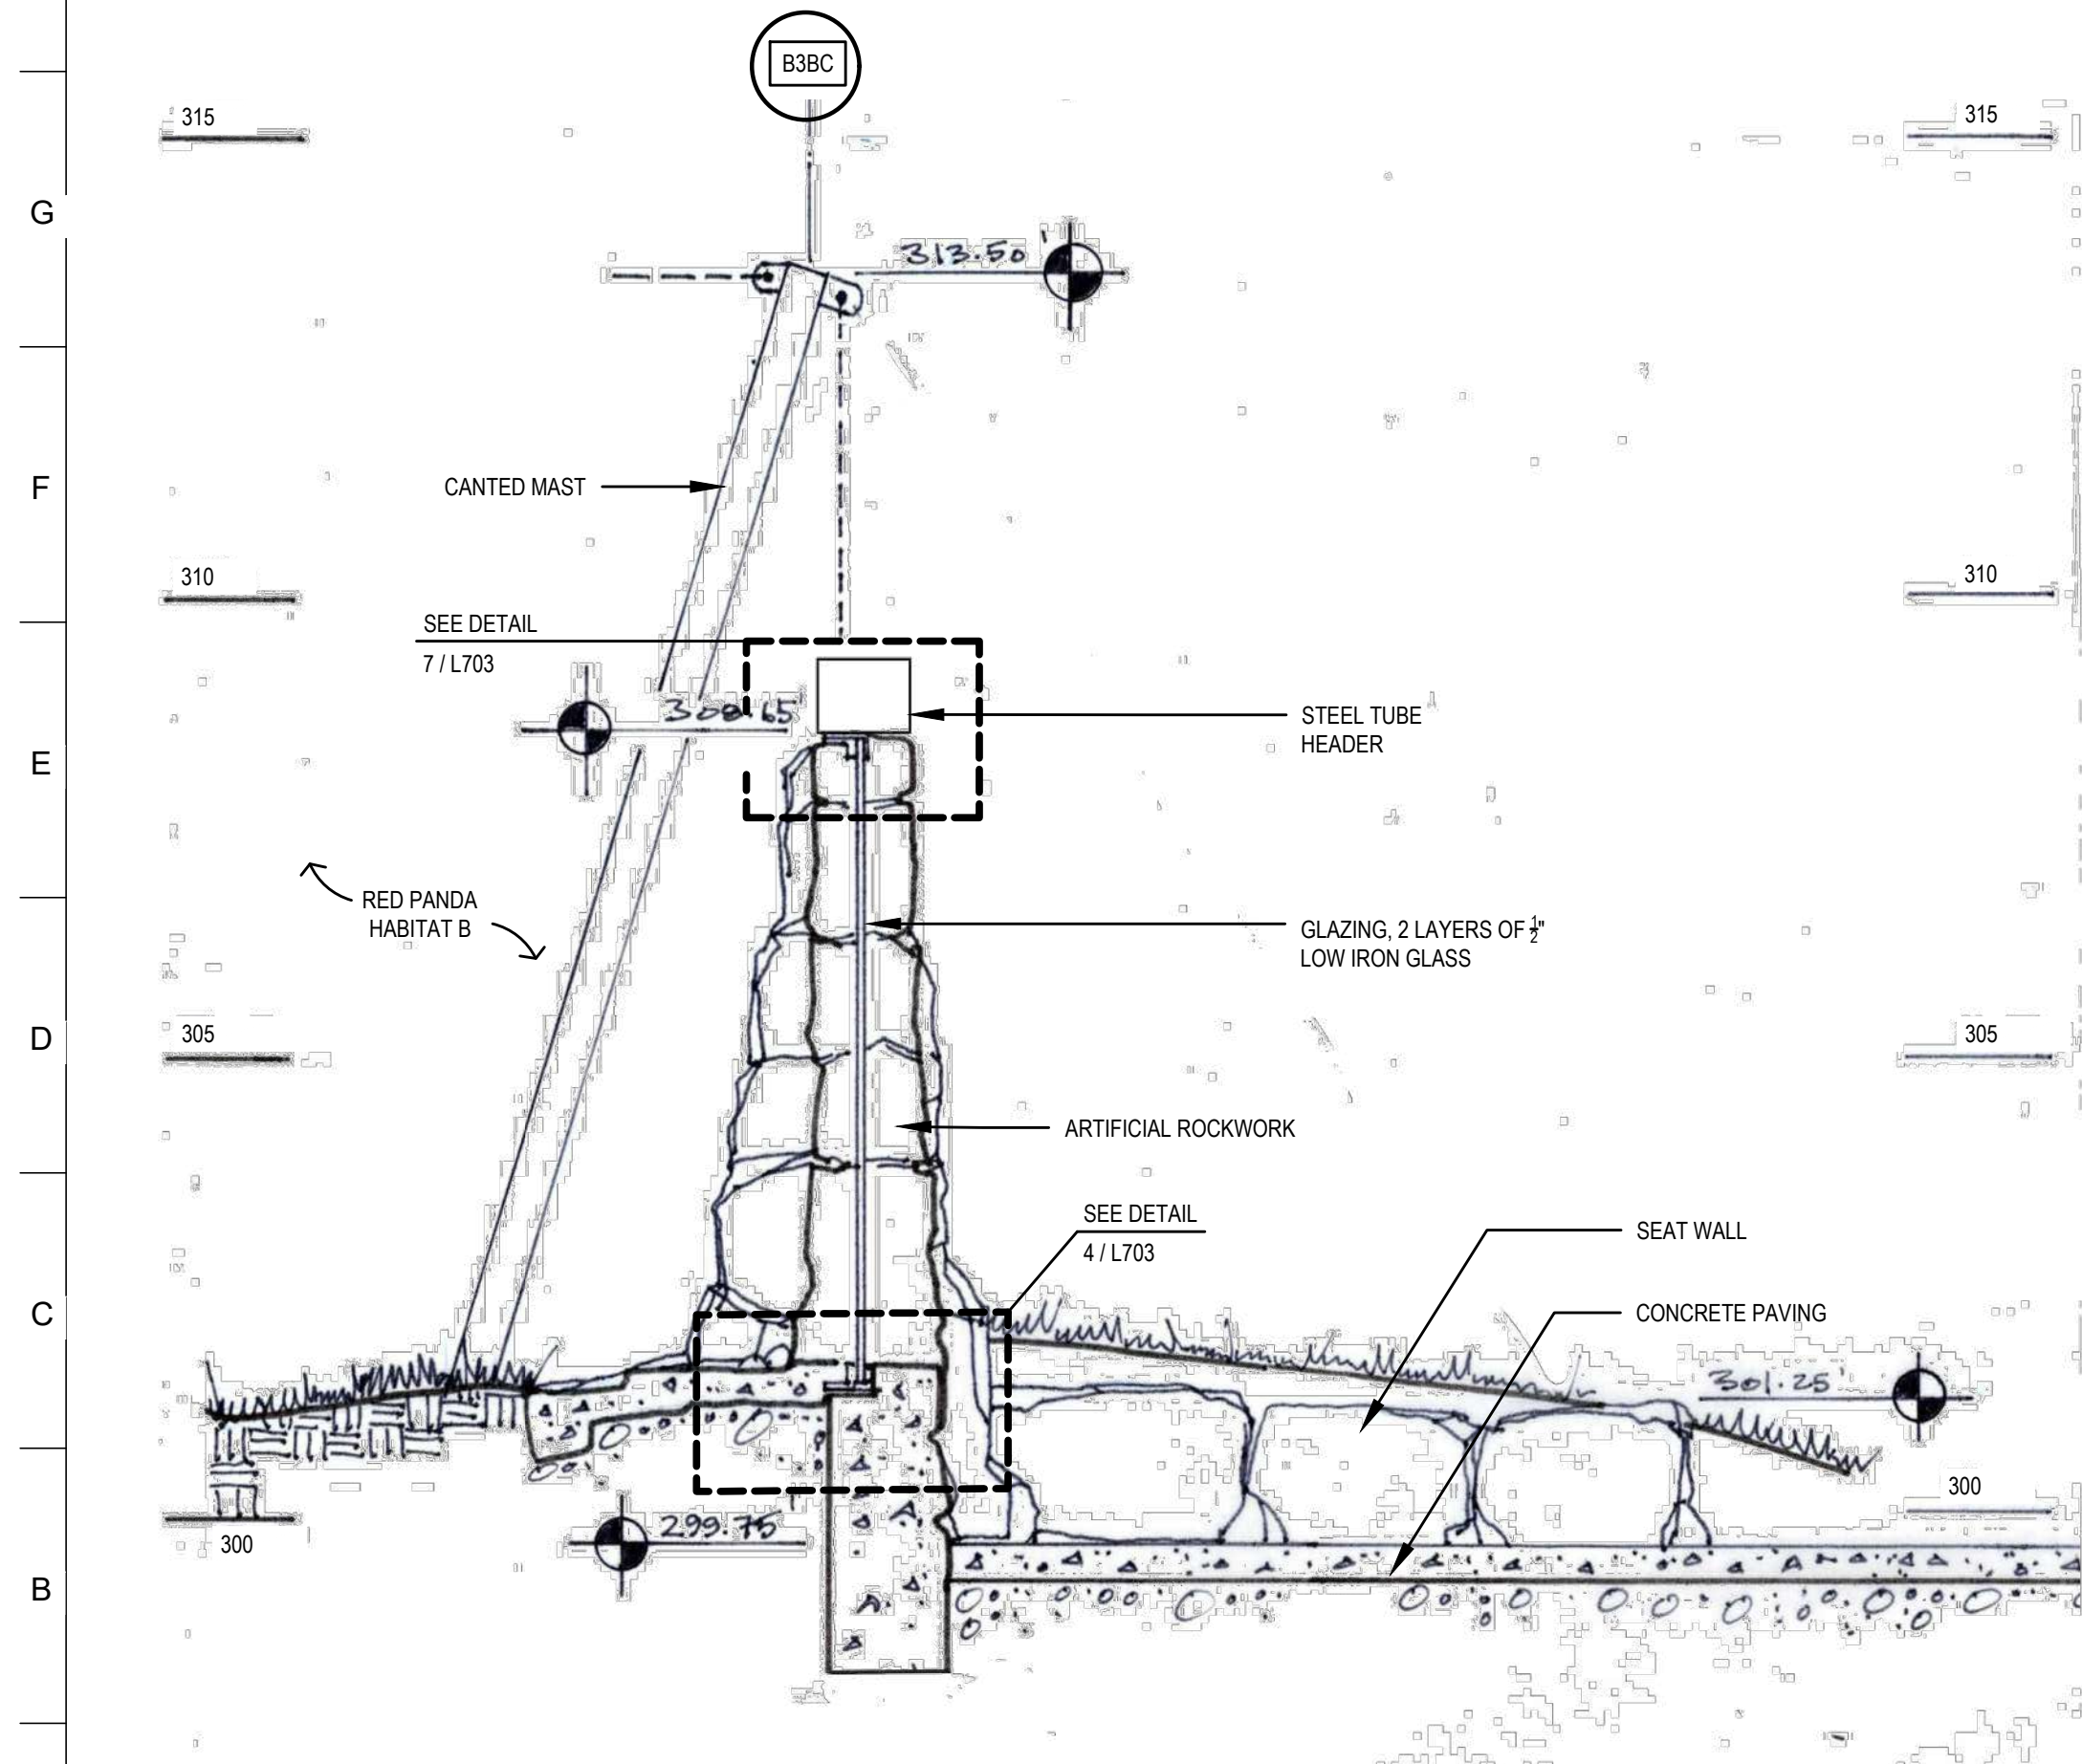 B3BC
315
315
G
313.50'
F
CANTED MAST
310
310
SEE DETAIL
7 / L703
308.65'
STEEL TUBE
HEADER
E
RED PANDA
HABITAT B
GLAZING, 2 LAYERS OF 1/2"
LOW IRON GLASS
D
305
305
ARTIFICIAL ROCKWORK
SEE DETAIL
4 / L703
SEAT WALL
C
CONCRETE PAVING
301.25'
300
299.75
300
B